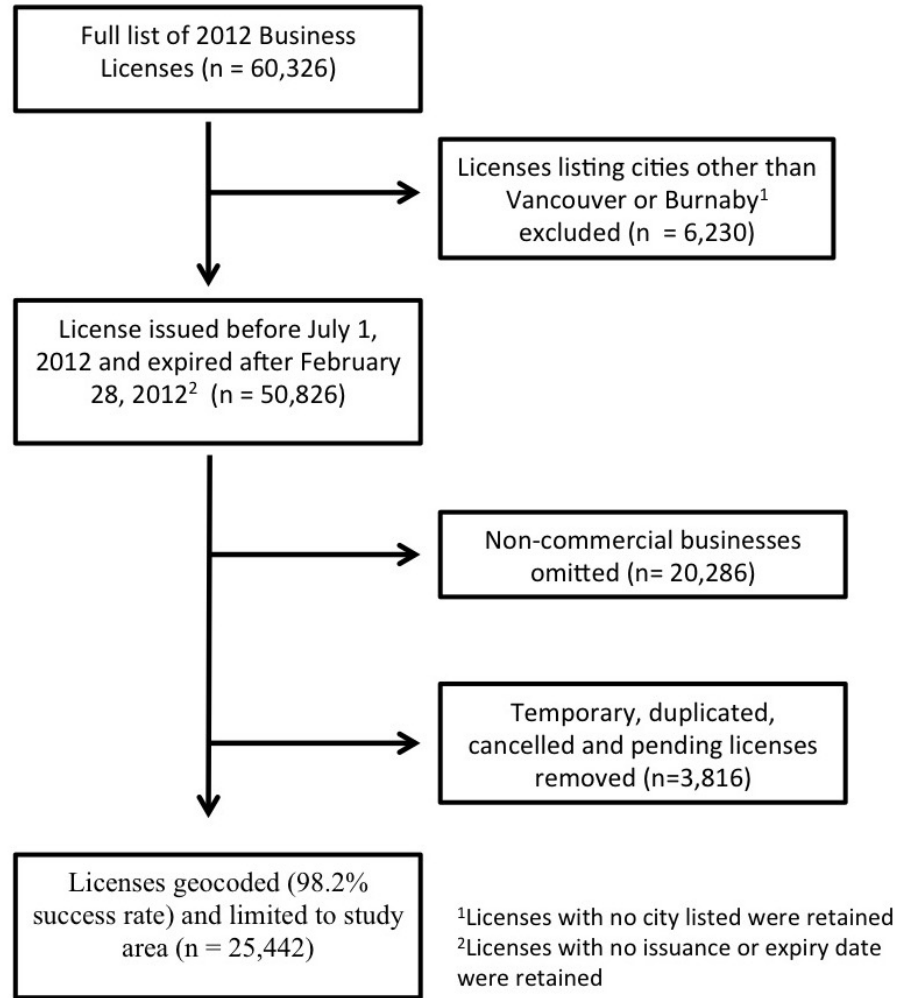 Full list of 2012 Business
Licenses (n = 60,326)
Licenses listing cities other than
Vancouver or Burnaby¹
excluded (n  = 6,230)
License issued before July 1,
2012 and expired after February
28, 2012²  (n = 50,826)
Non-commercial businesses
omitted (n= 20,286)
Temporary, duplicated,
cancelled and pending licenses
removed (n=3,816)
Licenses geocoded (98.2%
success rate) and limited to study
area (n = 25,442)
¹Licenses with no city listed were retained
²Licenses with no issuance or expiry date
were retained